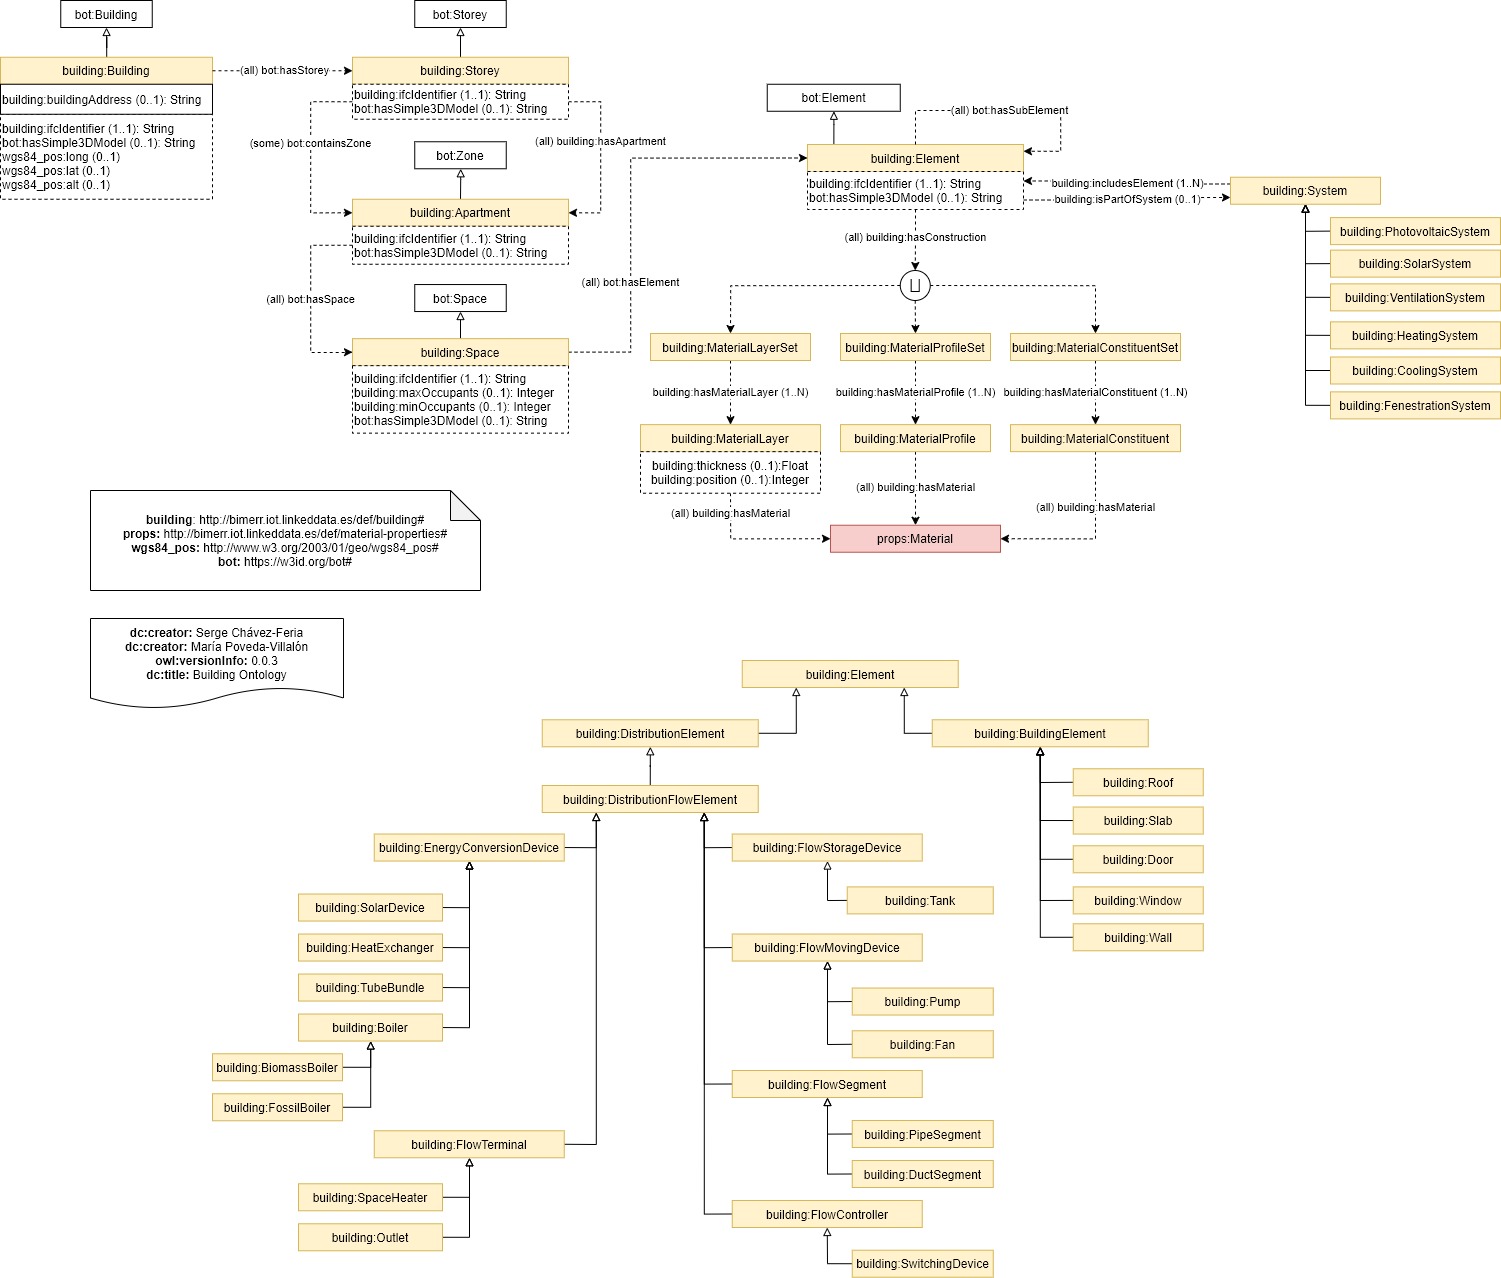 bot:Building
bot:Storey
building:Building
(all) bot:hasStorey
building:Storey
building:buildingAddress (0..1): String
building:ifcIdentifier (1..1): String
bot:hasSimple3DModel (0..1): String
wgs84_pos:long (0..1)
wgs84_pos:lat (0..1)
wgs84_pos:alt (0..1)
building:ifcIdentifier (1..1): String
bot:hasSimple3DModel (0..1): String
(some) bot:containsZone
(all) building:hasApartment
bot:Zone
building:Apartment
building:ifcIdentifier (1..1): String
bot:hasSimple3DModel (0..1): String
(all) bot:hasSpace
(all) bot:hasElement
bot:Space
building:Space
building:ifcIdentifier (1..1): String
building:maxOccupants (0..1): Integer
building:minOccupants (0..1): Integer
bot:hasSimple3DModel (0..1): String
bot:Element
(all) bot:hasSubElement
building:Element
building:ifcIdentifier (1..1): String
bot:hasSimple3DModel (0..1): String
building:includesElement (1..N)
building:isPartOfSystem (0..1)
building:System
building:PhotovoltaicSystem
building:SolarSystem
building:VentilationSystem
building:HeatingSystem
building:CoolingSystem
building:FenestrationSystem
(all) building:hasConstruction
building:MaterialLayerSet
building:MaterialProfileSet
building:MaterialConstituentSet
building:hasMaterialLayer (1..N)
building:hasMaterialProfile (1..N)
building:hasMaterialConstituent (1..N)
building:MaterialLayer
building:MaterialProfile
building:MaterialConstituent
building:thickness (0..1):Float
building:position (0..1):Integer
(all) building:hasMaterial
(all) building:hasMaterial
(all) building:hasMaterial
props:Material
building: http://bimerr.iot.linkeddata.es/def/building#
props: http://bimerr.iot.linkeddata.es/def/material-properties#
wgs84_pos: http://www.w3.org/2003/01/geo/wgs84_pos#
bot: https://w3id.org/bot#
dc:creator: Serge Chávez-Feria
dc:creator: María Poveda-Villalón
owl:versionInfo: 0.0.3
dc:title: Building Ontology
building:Element
building:DistributionElement
building:BuildingElement
building:DistributionFlowElement
building:Roof
building:Slab
building:Door
building:Window
building:Wall
building:EnergyConversionDevice
building:SolarDevice
building:HeatExchanger
building:TubeBundle
building:Boiler
building:BiomassBoiler
building:FossilBoiler
building:FlowTerminal
building:SpaceHeater
building:Outlet
building:FlowStorageDevice
building:Tank
building:FlowMovingDevice
building:Pump
building:Fan
building:FlowSegment
building:PipeSegment
building:DuctSegment
building:FlowController
building:SwitchingDevice